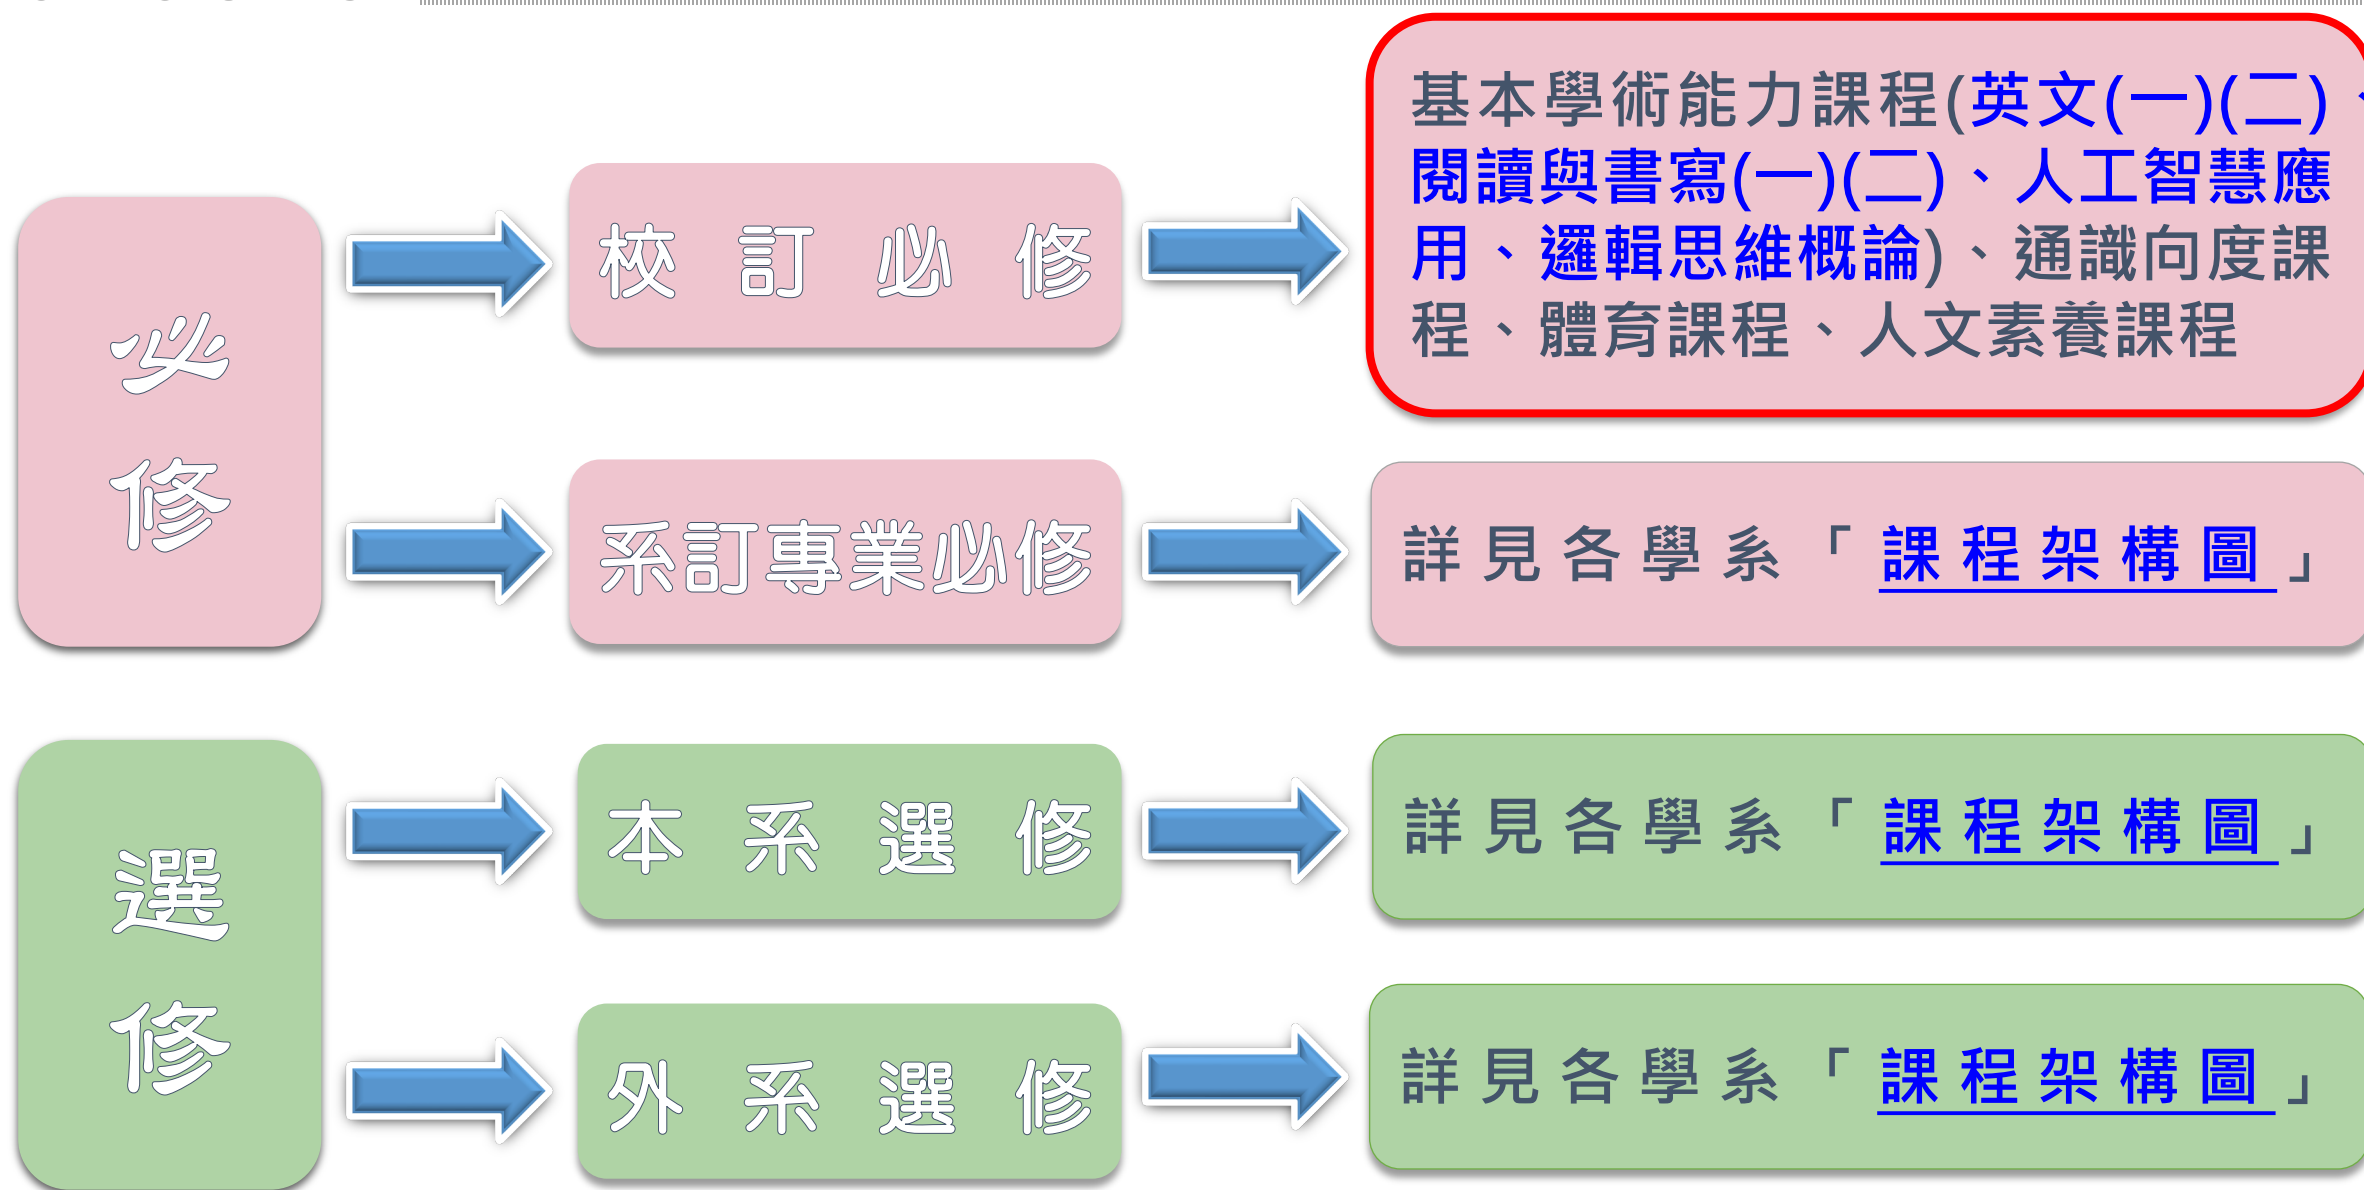 必
修
校訂必修
基本學術能力課程(英文(一)(二)、
閱讀與書寫(一)(二)、人工智慧應
用、邏輯思維概論)、通識向度課
程、體育課程、人文素養課程
系訂專業必修
詳見各學系「課程架構圖」
選
修
本系選修
詳見各學系「課程架構圖」
外系選修
詳見各學系「課程架構圖」